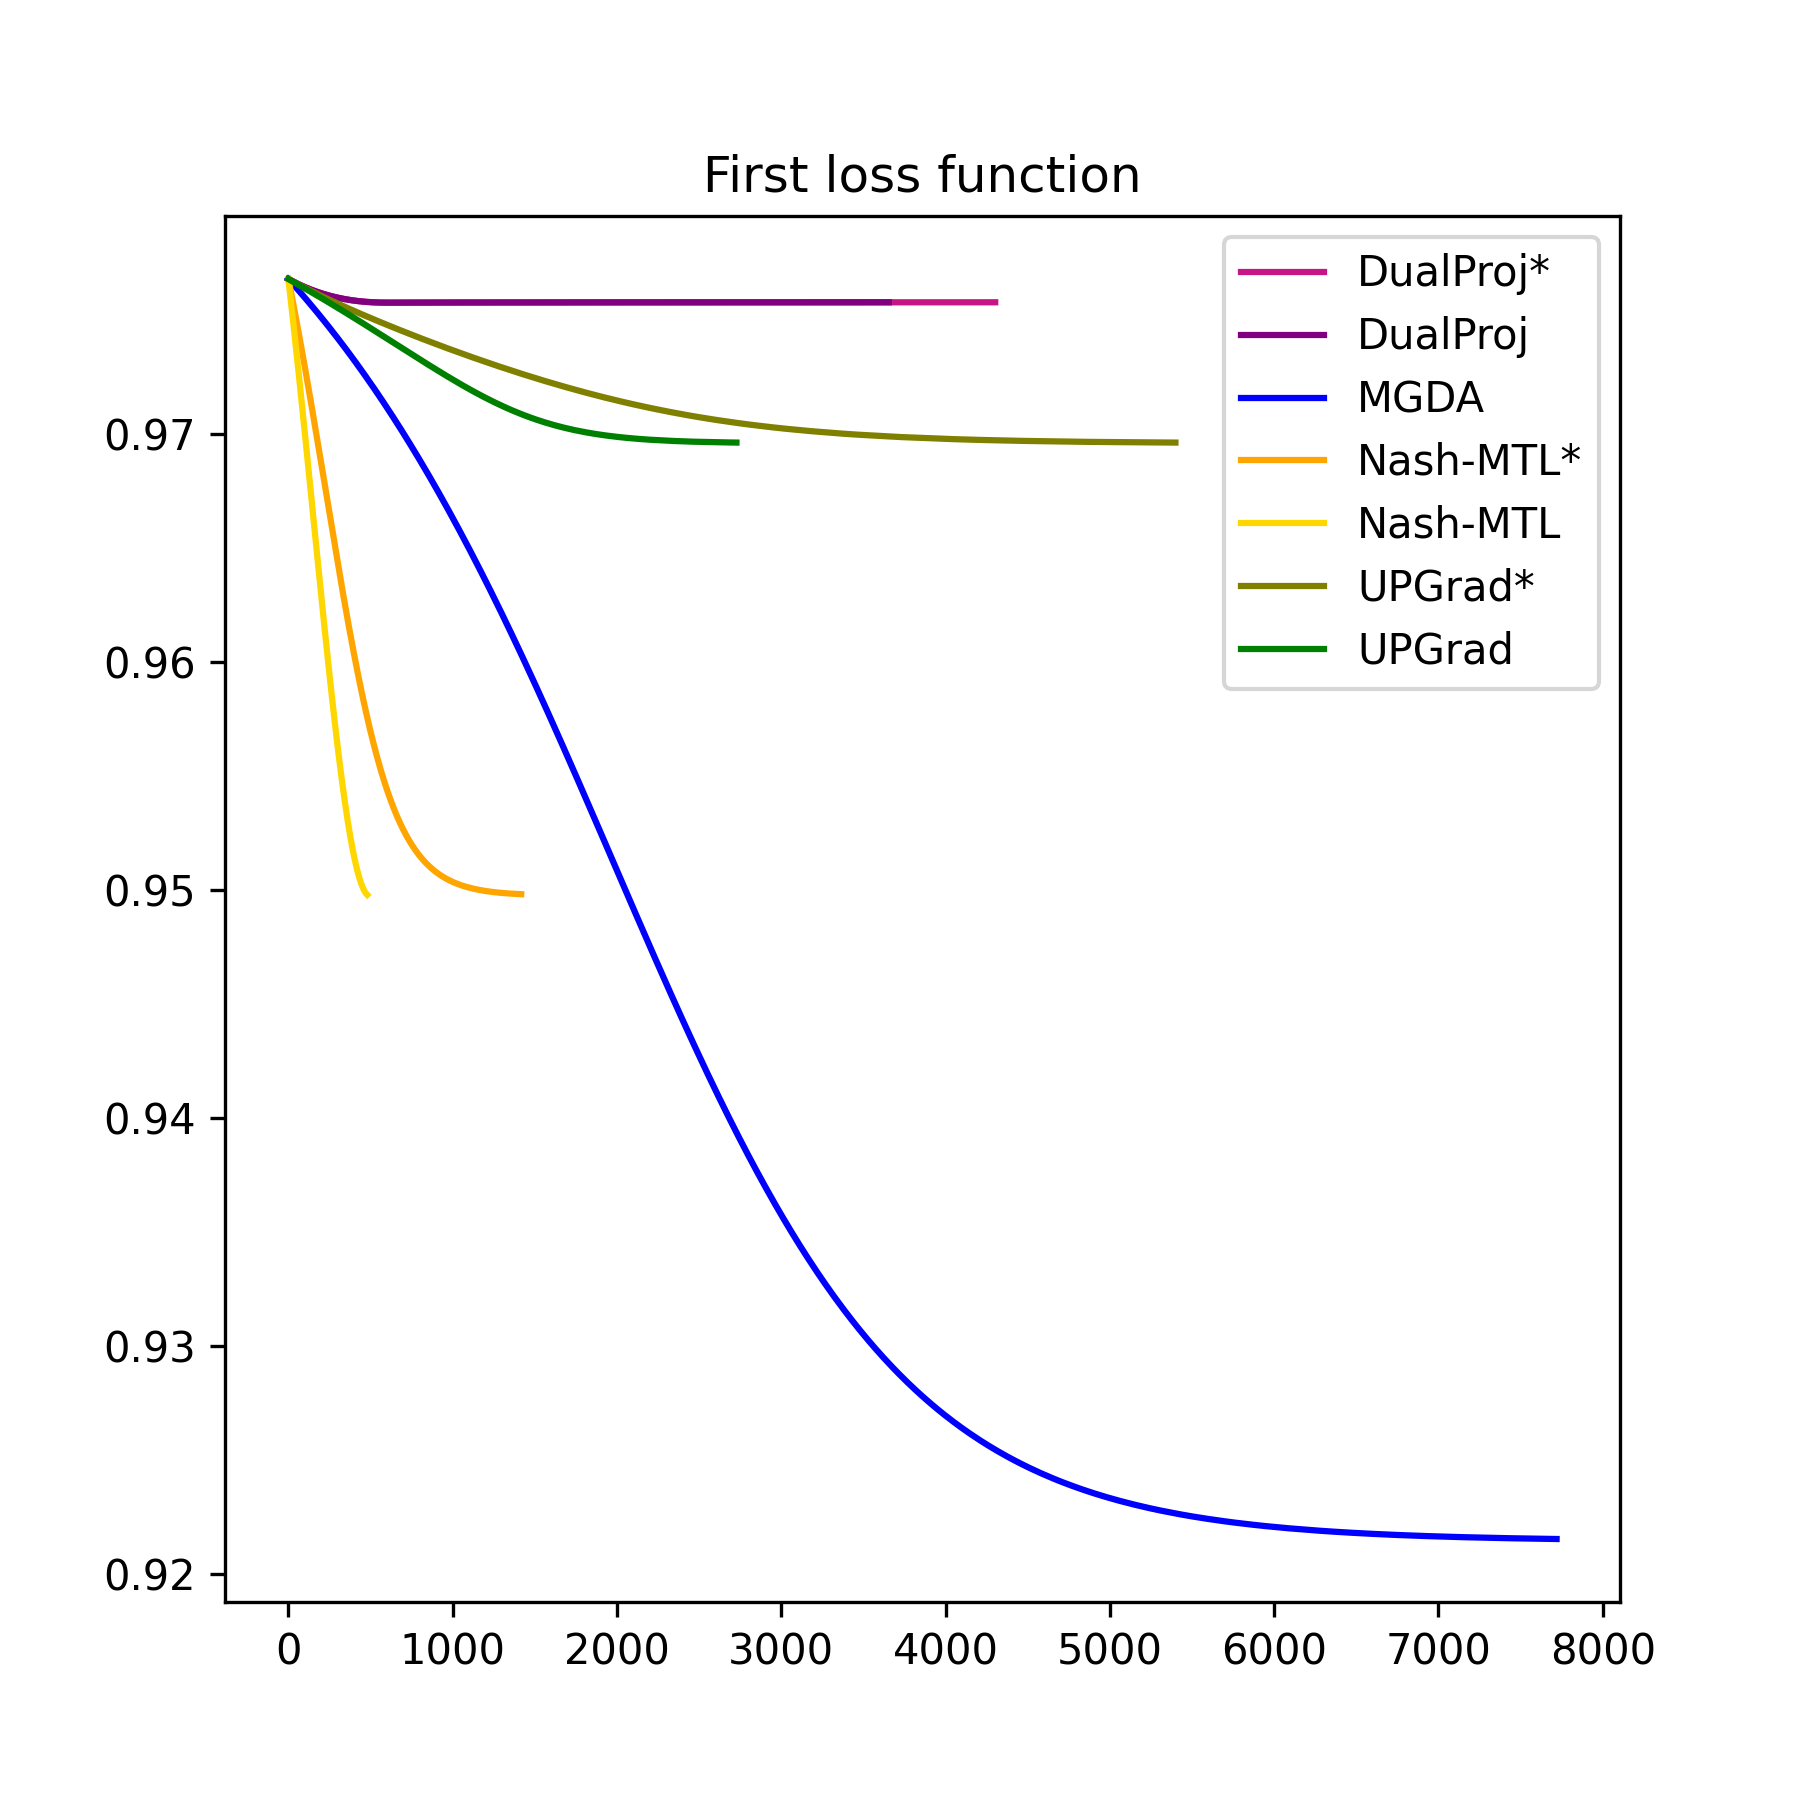 First loss function
DualProj*
DualProj
MGDA
Nash-MTL*
Nash-MTL
UPGrad*
UPGrad
0.97
0.96
0.95
0.94
0.93
0.92
0 1000 2000 3000 4000 5000 6000 7000 8000